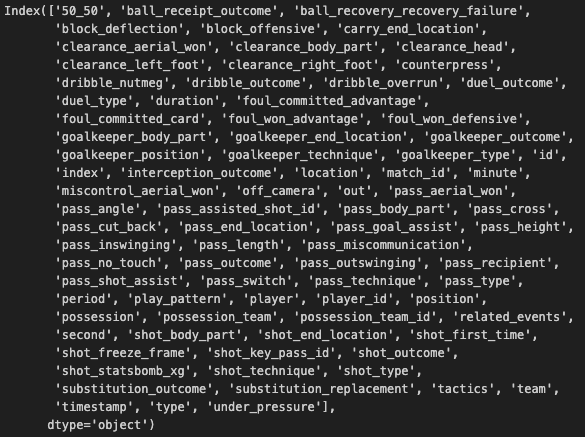 Index(['50_50', 'ball_receipt_outcome', 'ball_recovery_recovery_failure',
'block_deflection', 'block_offensive', 'carry_end_location',
'clearance_aerial_won', 'clearance_body_part', 'clearance_head',
'clearance_left_foot', 'clearance_right_foot', 'counterpress',
'dribble_nutmeg', 'dribble_outcome', 'dribble_overrun', 'duel_outcome',
'duel_type', 'duration', 'foul_committed_advantage',
'foul_committed_card', 'foul_won_advantage', 'foul_won_defensive',
'goalkeeper_body_part', 'goalkeeper_end_location', 'goalkeeper_outcome',
'goalkeeper_position', 'goalkeeper_technique', 'goalkeeper_type', 'id',
'index', 'interception_outcome', 'location', 'match_id', 'minute',
'miscontrol_aerial_won', 'off_camera', 'out', 'pass_aerial_won',
'pass_angle', 'pass_assisted_shot_id', 'pass_body_part', 'pass_cross',
'pass_cut_back', 'pass_end_location', 'pass_goal_assist', 'pass_height',
'pass_inswinging', 'pass_length', 'pass_miscommunication',
'pass_no_touch', 'pass_outcome', 'pass_outswinging', 'pass_recipient',
'pass_shot_assist', 'pass_switch', 'pass_technique', 'pass_type',
'period', 'play_pattern', 'player', 'player_id', 'position',
'possession', 'possession_team', 'possession_team_id', 'related_events',
'second', 'shot_body_part', 'shot_end_location', 'shot_first_time',
'shot_freeze_frame', 'shot_key_pass_id', 'shot_outcome',
'shot_statsbomb_xg', 'shot_technique', 'shot_type',
'substitution_outcome', 'substitution_replacement', 'tactics', 'team',
'timestamp', 'type', 'under_pressure'],
dtype='object')